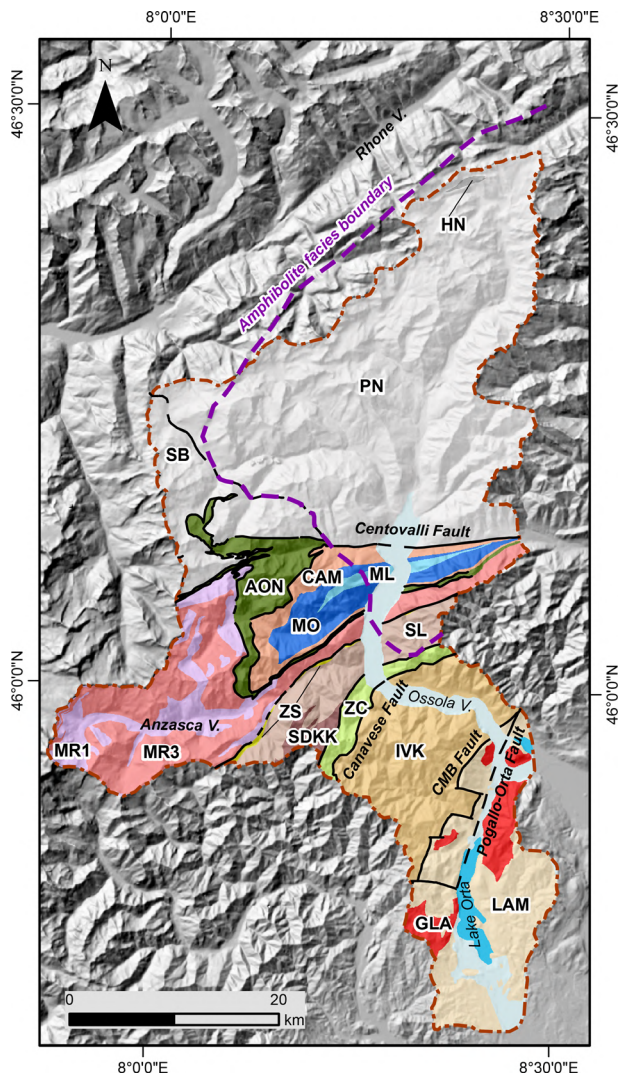 8°0'0"E
8°30'0"E
N
46°30'0"N
46°30'0"N
Rhone V.
HN
Amphibolite facies boundary
PN
SB
Centovalli Fault
AON
CAM
ML
MO
SL
46°0'0"N
46°0'0"N
Anzasca V.
ZS
ZC
Ossola V.
MR1
MR3
SDKK
Canavese Fault
IVK
CMB Fault
Pogallo-Orta Fault
Lake Orta
LAM
GLA
0
20
km
8°0'0"E
8°30'0"E